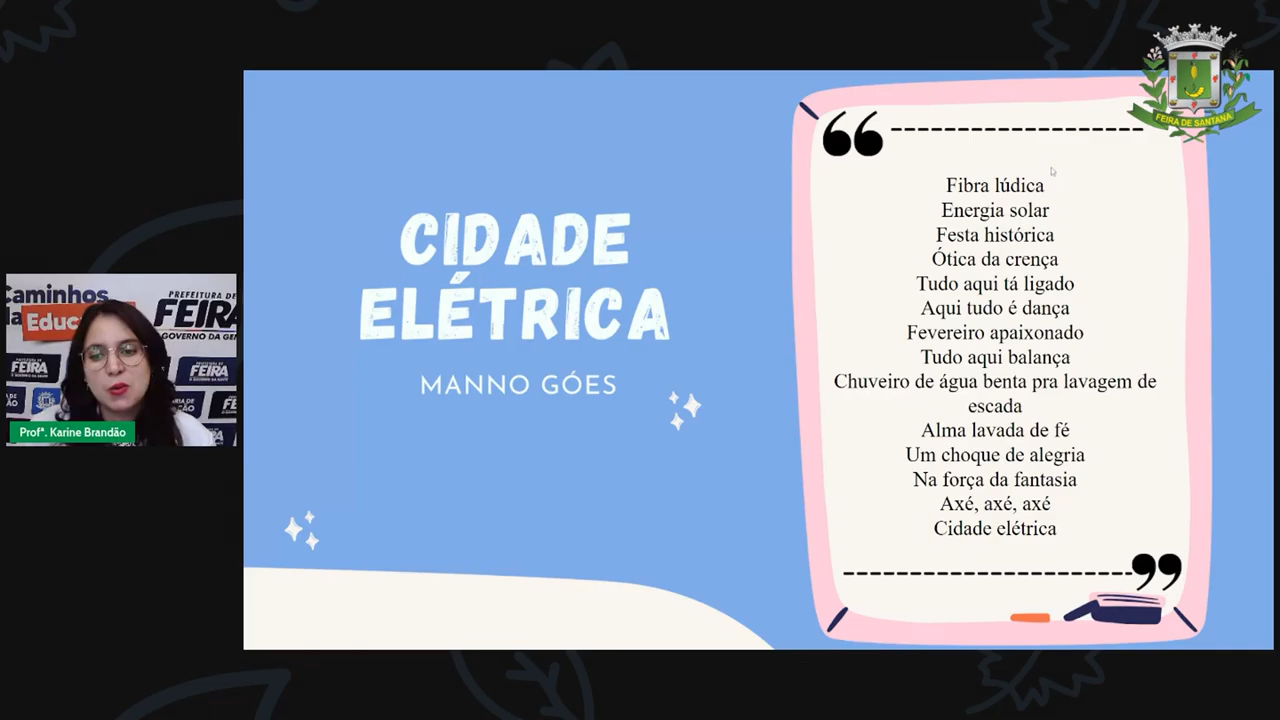 FEIRA DE SANTANA
CIDADE
ELÉTRICA
MANNO GÓES
Fibra lúdica
Energia solar
Festa histórica
Ótica da crença
Tudo aqui tá ligado
Aqui tudo é dança
Fevereiro apaixonado
Tudo aqui balança
Chuveiro de água benta pra lavagem de
escada
Alma lavada de fé
Um choque de alegria
Na força da fantasia
Axé, axé, axé
Cidade elétrica
Caminhos
da Educ
PREFEITURA DE
FEIRA
GOVERNO DA GEN
FEIRA
FEIRA
Profª. Karine Brandão